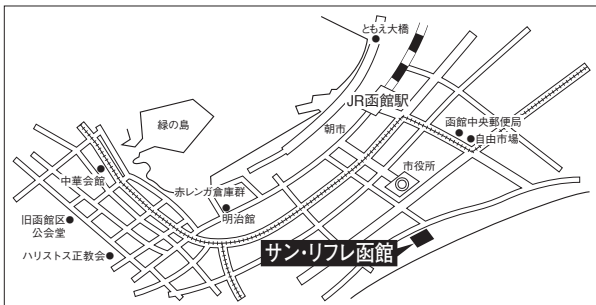 ともえ大橋
JR函館駅
緑の島
朝市
函館中央郵便局
自由市場
中華会館
市役所
赤レンガ倉庫群
明治館
旧函館区
公会堂
サン・リフレ函館
ハリストス正教会